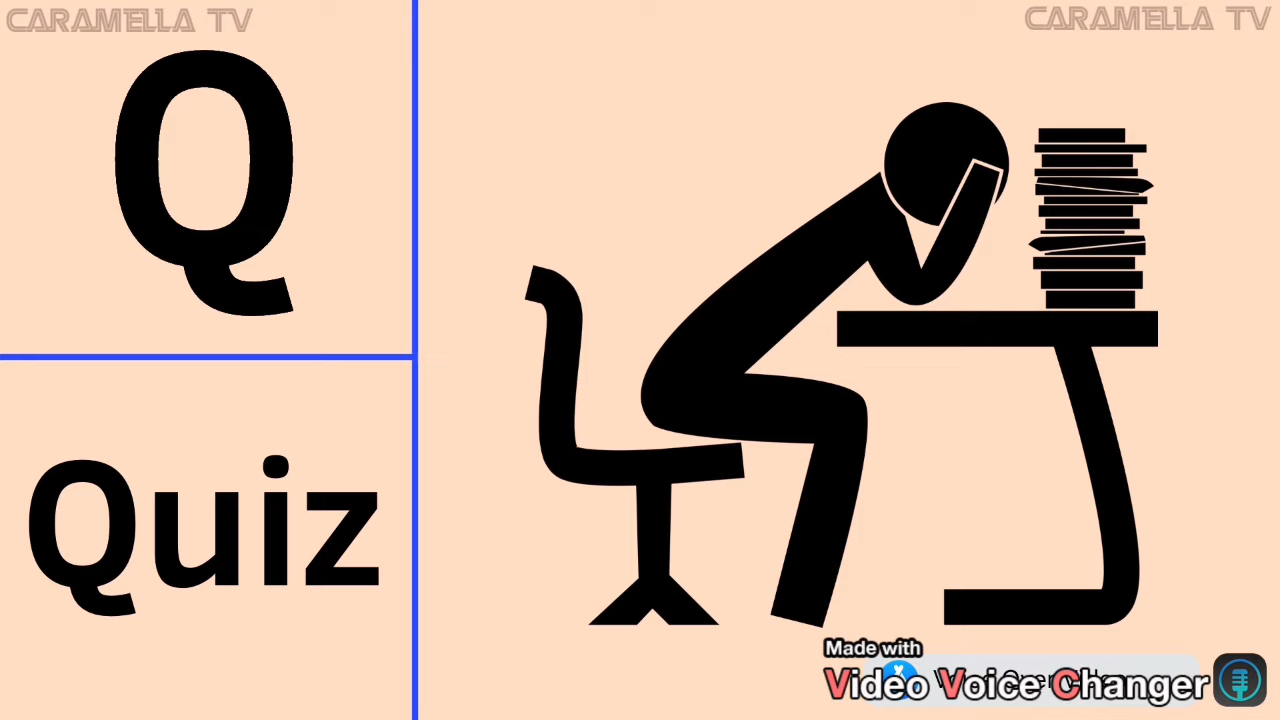 CARAMELLA TV
CARAMELLA TV
Q
Quiz
Made with
Video Voice Changer